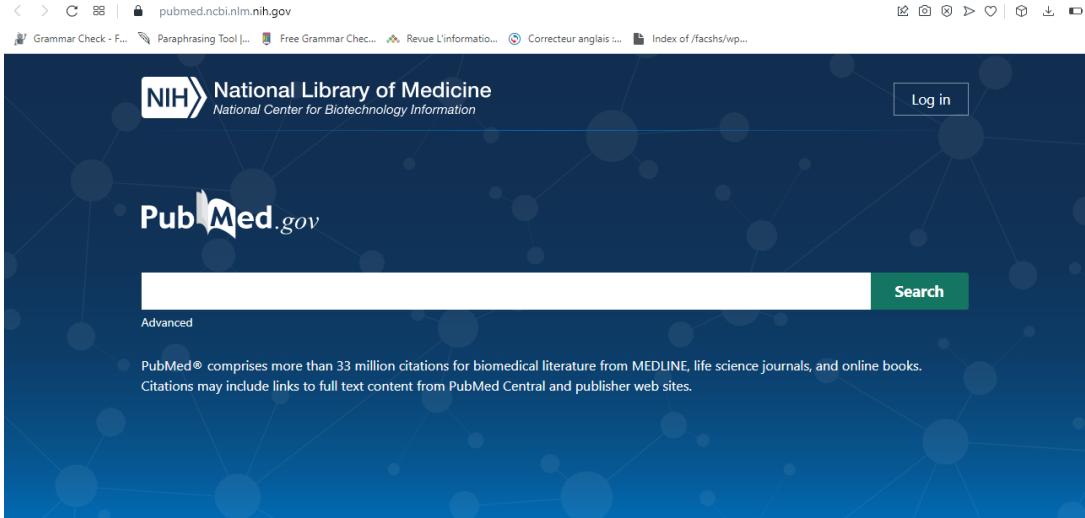 pubmed.ncbi.nlm.nih.gov
Grammar Check - F... Paraphrasing Tool |... Free Grammar Chec... Revue L'informatio... Correcteur anglais :... Index of /facshs/wp...
NIH National Library of Medicine
National Center for Biotechnology Information
Log in
PubMed.gov
Search
Advanced
PubMed® comprises more than 33 million citations for biomedical literature from MEDLINE, life science journals, and online books.
Citations may include links to full text content from PubMed Central and publisher web sites.